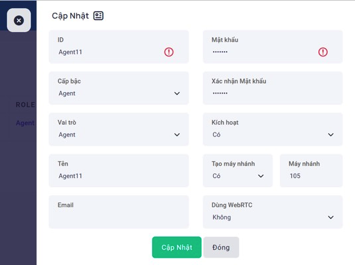 Cập Nhật
ID
Agent11
Mật khẩu
•••••••
Cấp bậc
Agent
Xác nhận Mật khẩu
•••••••
Vai trò
Agent
Kích hoạt
Có
Tên
Agent11
Tạo máy nhánh
Có
Máy nhánh
105
Email
Dùng WebRTC
Không
Cập Nhật
Đóng
ROLE
Agent